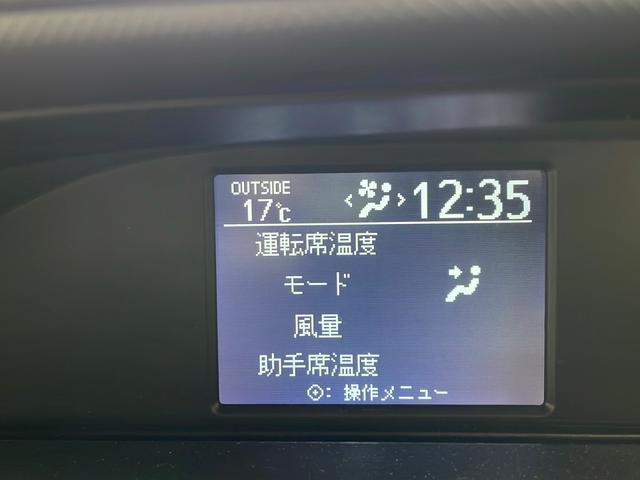 OUTSIDE
17℃ 12:35
運転席温度
モード
風量
助手席温度
: 操作メニュー